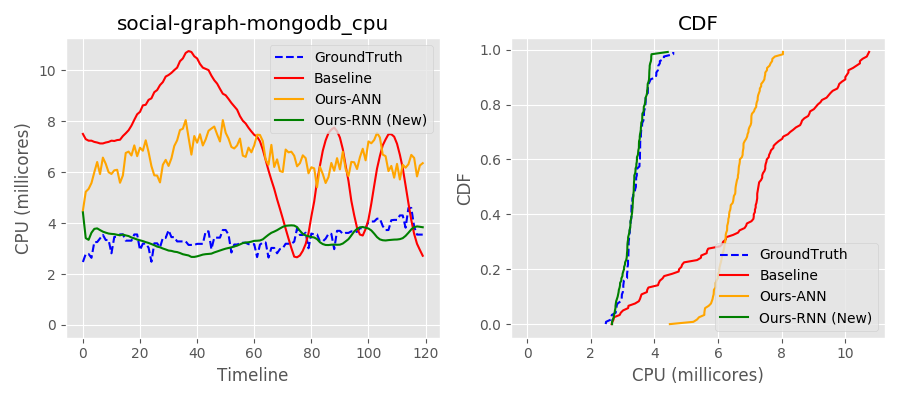 social-graph-mongodb_cpu
CPU (millicores)
10
8
6
4
2
0
0 20 40 60 80 100 120
Timeline
GroundTruth
Baseline
Ours-ANN
Ours-RNN (New)
CDF
CDF
1.0
0.8
0.6
0.4
0.2
0.0
0 2 4 6 8 10
CPU (millicores)
GroundTruth
Baseline
Ours-ANN
Ours-RNN (New)